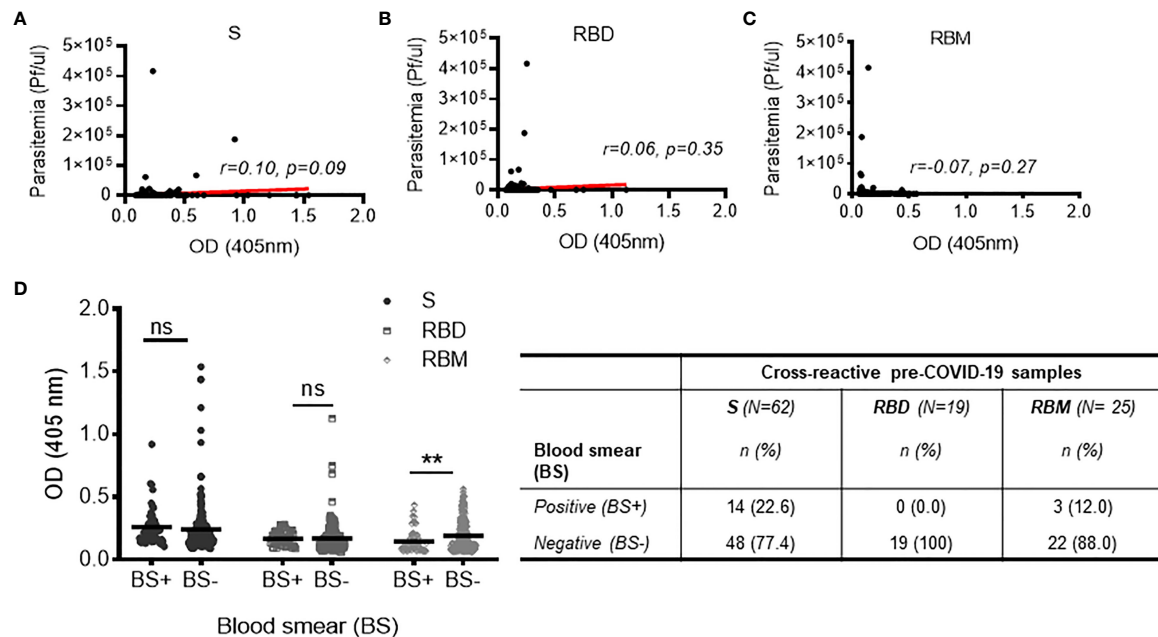 A
S
5×10⁵
4×10⁵
3×10⁵
2×10⁵
1×10⁵
0
Parasitemia (Pf/ul)
r=0.10, p=0.09
0.0 0.5 1.0 1.5 2.0
OD (405nm)
B
RBD
5×10⁵
4×10⁵
3×10⁵
2×10⁵
1×10⁵
0
Parasitemia (Pf/ul)
r=0.06, p=0.35
0.0 0.5 1.0 1.5 2.0
OD (405nm)
C
RBM
5×10⁵
4×10⁵
3×10⁵
2×10⁵
1×10⁵
0
Parasitemia (Pf/ul)
r=-0.07, p=0.27
0.0 0.5 1.0 1.5 2.0
OD (405nm)
D
S
RBD
RBM
2.0
1.5
1.0
0.5
0.0
OD (405 nm)
ns
ns
**
BS+ BS- BS+ BS- BS+ BS-
Blood smear (BS)
Cross-reactive pre-COVID-19 samples
S (N=62) RBD (N=19) RBM (N= 25)
Blood smear (BS) n (%) n (%) n (%)
Positive (BS+) 14 (22.6) 0 (0.0) 3 (12.0)
Negative (BS-) 48 (77.4) 19 (100) 22 (88.0)